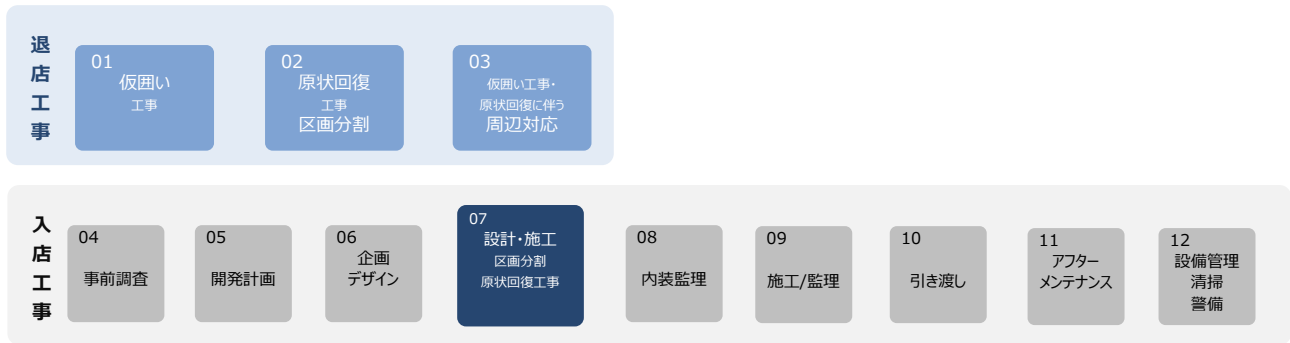 退店工事
01
仮囲い
工事
02
原状回復
工事
区画分割
03
仮囲い工事・
原状回復に伴う
周辺対応
入店工事
04
事前調査
05
開発計画
06
企画
デザイン
07
設計・施工
区画分割
原状回復工事
08
内装監理
09
施工/監理
10
引き渡し
11
アフター
メンテナンス
12
設備管理
清掃
警備